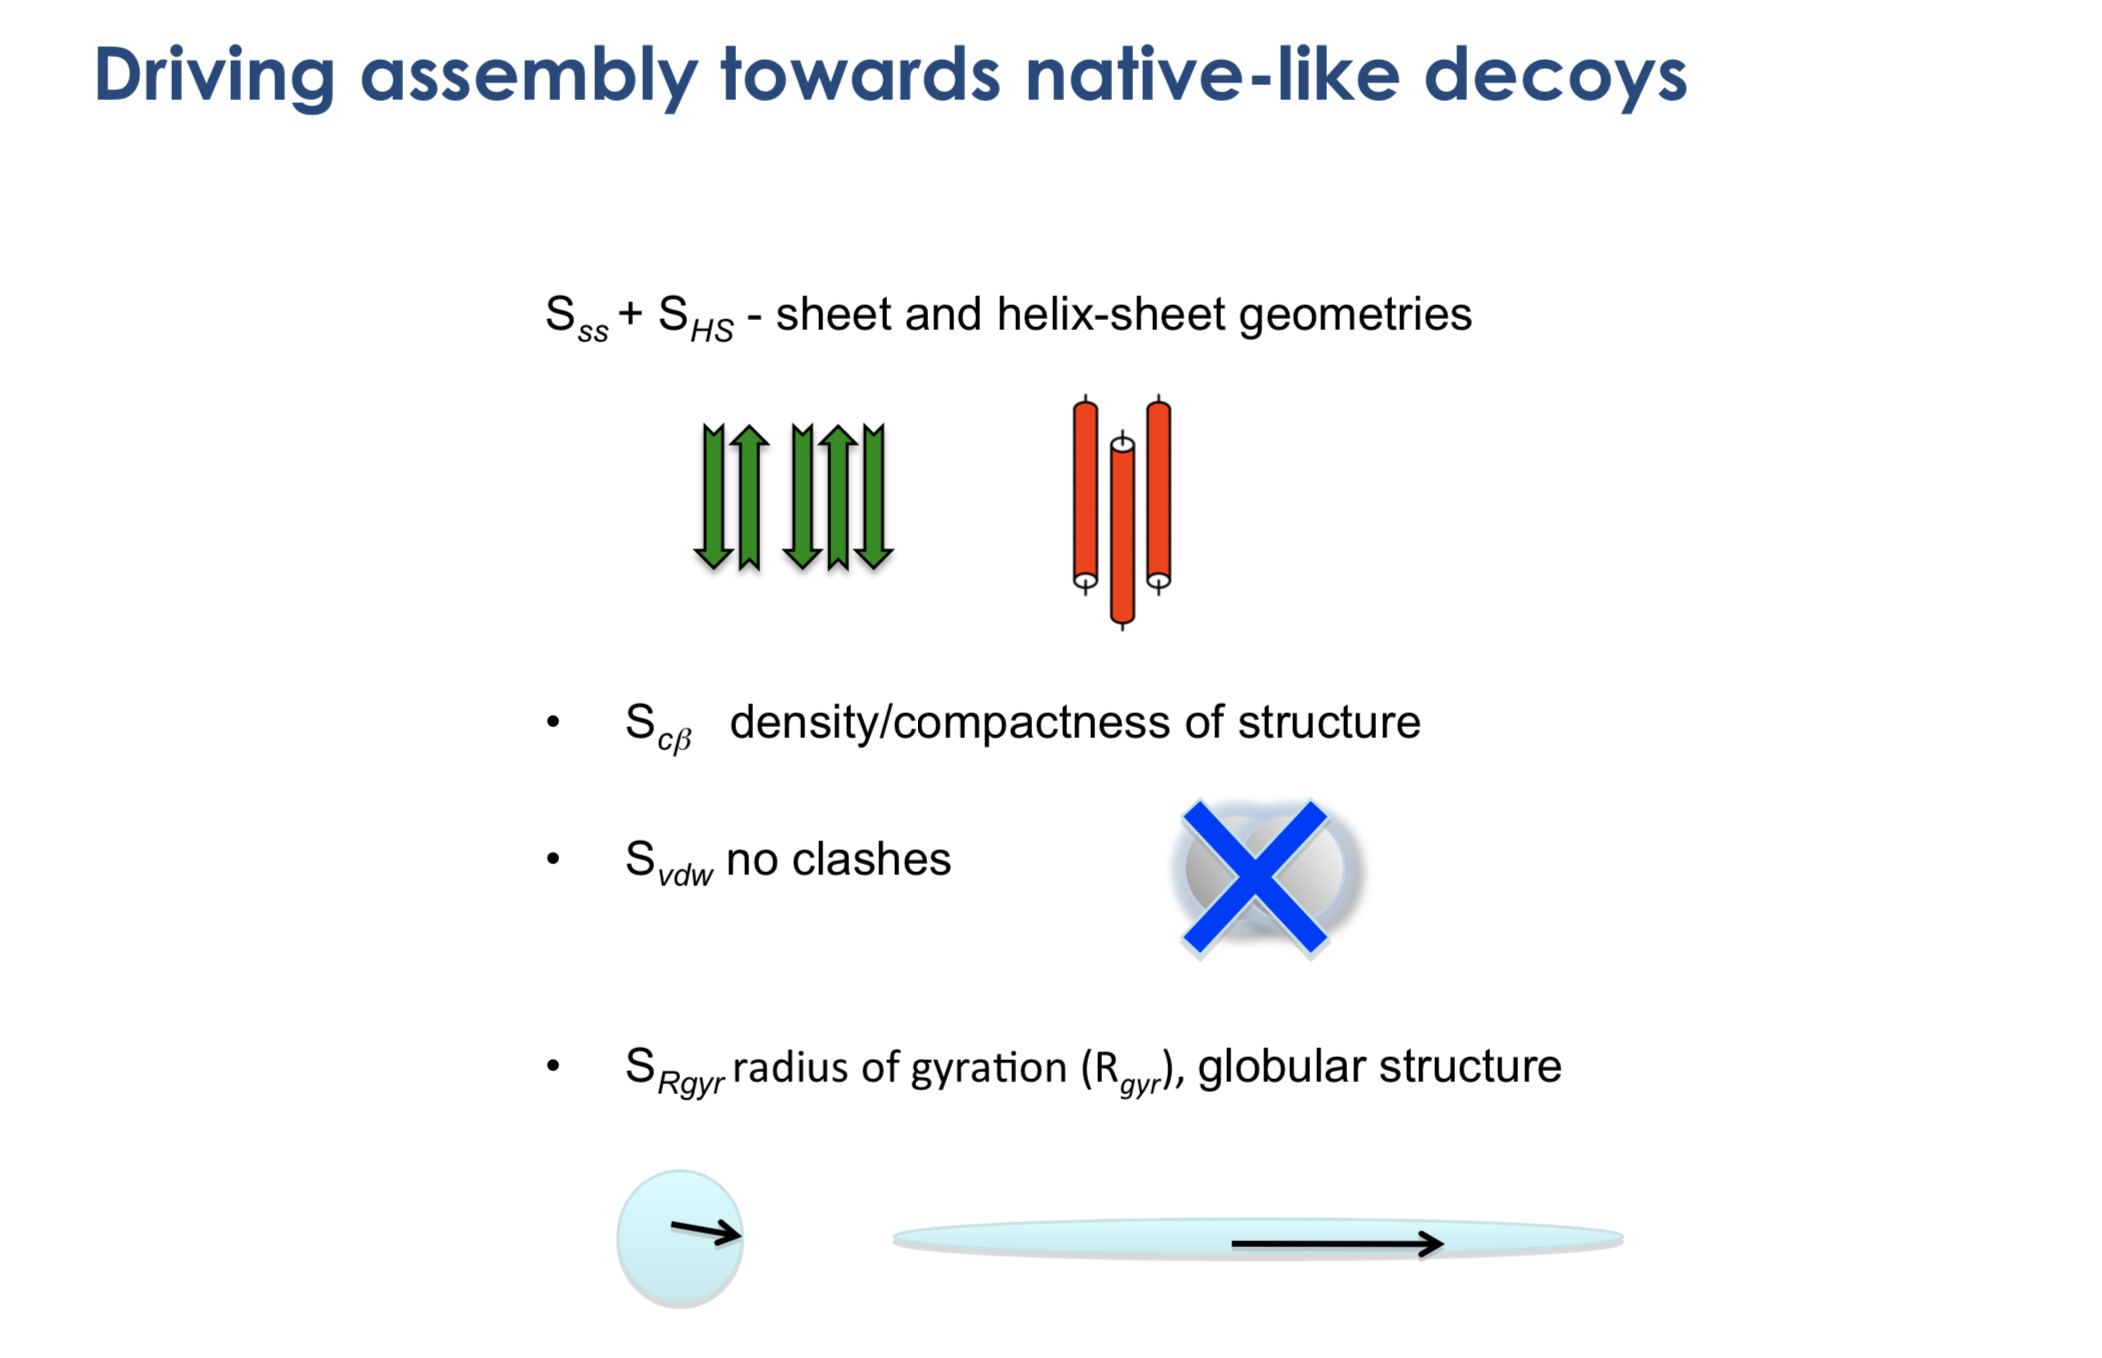 Driving assembly towards native-like decoys
Sss + SHS - sheet and helix-sheet geometries
• Scβ density/compactness of structure
• Svdw no clashes
• SRgyr radius of gyration (Rgyr), globular structure